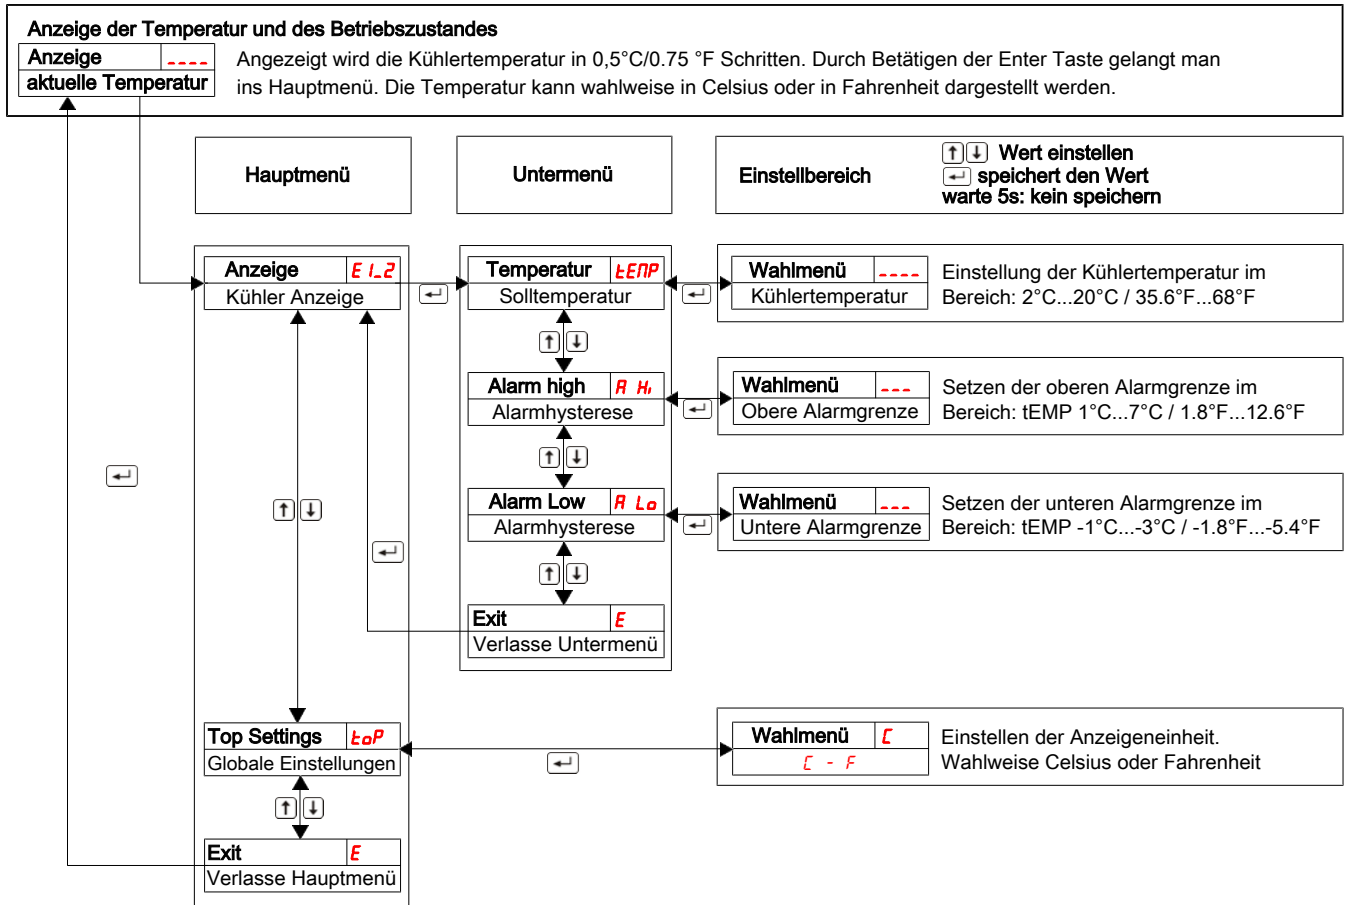 Anzeige der Temperatur und des Betriebszustandes
Anzeige ----
aktuelle Temperatur
Angezeigt wird die Kühlertemperatur in 0,5°C/0.75 °F Schritten. Durch Betätigen der Enter Taste gelangt man
ins Hauptmenü. Die Temperatur kann wahlweise in Celsius oder in Fahrenheit dargestellt werden.
Hauptmenü
Untermenü
Einstellbereich
↑ ↓ Wert einstellen
↵ speichert den Wert
warte 5s: kein speichern
Anzeige E1_2
Kühler Anzeige
↵
Temperatur tEMP
Solltemperatur
↵
Wahlmenü ----
Kühlertemperatur
Einstellung der Kühlertemperatur im
Bereich: 2°C...20°C / 35.6°F...68°F
↑ ↓
Alarm high A Hi
Alarmhysterese
↵
Wahlmenü ---
Obere Alarmgrenze
Setzen der oberen Alarmgrenze im
Bereich: tEMP 1°C...7°C / 1.8°F...12.6°F
↑ ↓
↵
Alarm Low A Lo
Alarmhysterese
↵
Wahlmenü ---
Untere Alarmgrenze
Setzen der unteren Alarmgrenze im
Bereich: tEMP -1°C...-3°C / -1.8°F...-5.4°F
↑ ↓
↵
↑ ↓
Exit E
Verlasse Untermenü
Top Settings toP
Globale Einstellungen
↵
Wahlmenü C
C - F
Einstellen der Anzeigeneinheit.
Wahlweise Celsius oder Fahrenheit
↑ ↓
Exit E
Verlasse Hauptmenü